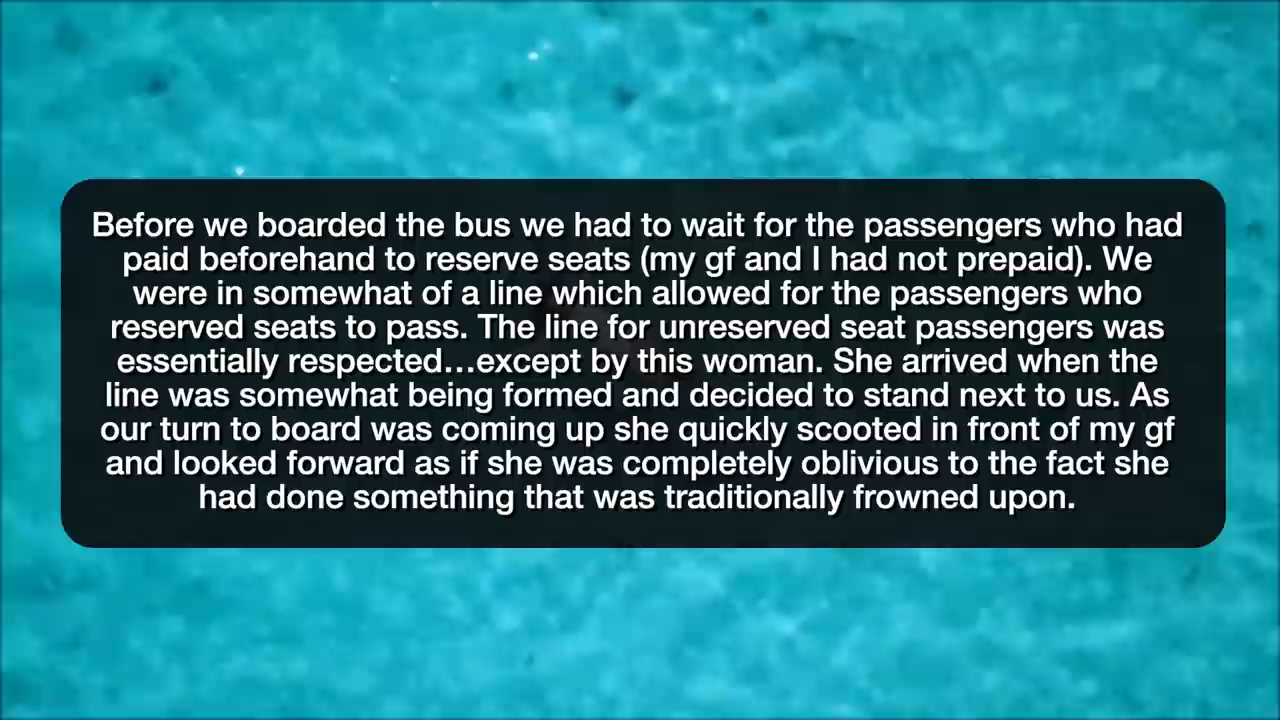 Before we boarded the bus we had to wait for the passengers who had
paid beforehand to reserve seats (my gf and I had not prepaid). We
were in somewhat of a line which allowed for the passengers who
reserved seats to pass. The line for unreserved seat passengers was
essentially respected...except by this woman. She arrived when the
line was somewhat being formed and decided to stand next to us. As
our turn to board was coming up she quickly scooted in front of my gf
and looked forward as if she was completely oblivious to the fact she
had done something that was traditionally frowned upon.